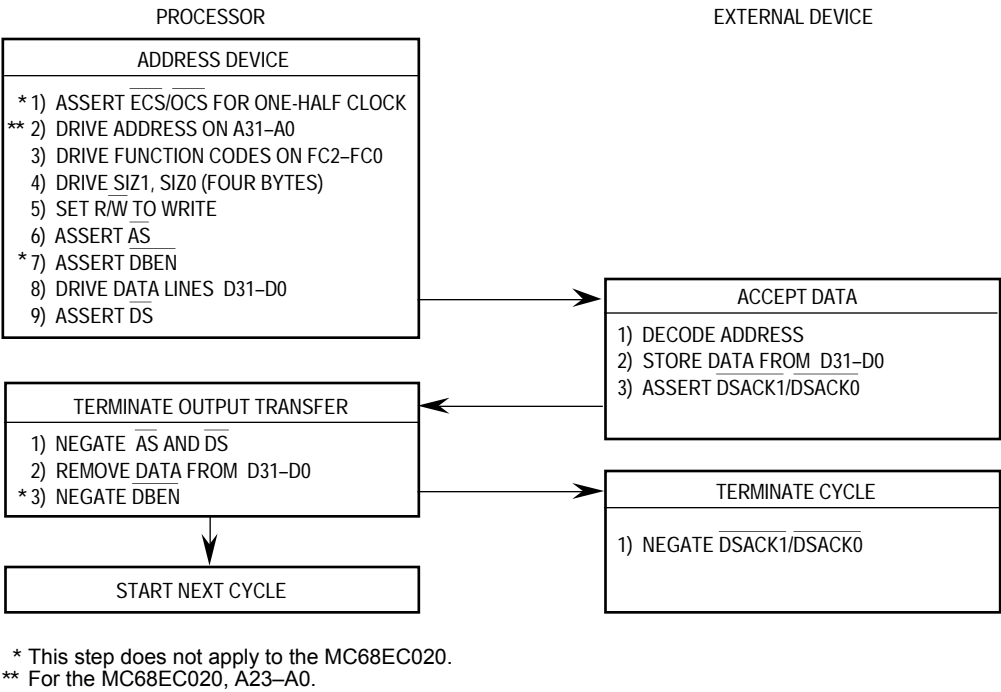 PROCESSOR
EXTERNAL DEVICE
ADDRESS DEVICE
* 1) ASSERT ECS/OCS FOR ONE-HALF CLOCK
** 2) DRIVE ADDRESS ON A31–A0
3) DRIVE FUNCTION CODES ON FC2–FC0
4) DRIVE SIZ1, SIZ0 (FOUR BYTES)
5) SET R/W TO WRITE
6) ASSERT AS
* 7) ASSERT DBEN
8) DRIVE DATA LINES D31–D0
9) ASSERT DS
ACCEPT DATA
1) DECODE ADDRESS
2) STORE DATA FROM D31–D0
3) ASSERT DSACK1/DSACK0
TERMINATE OUTPUT TRANSFER
1) NEGATE AS AND DS
2) REMOVE DATA FROM D31–D0
* 3) NEGATE DBEN
TERMINATE CYCLE
1) NEGATE DSACK1/DSACK0
START NEXT CYCLE
* This step does not apply to the MC68EC020.
** For the MC68EC020, A23–A0.